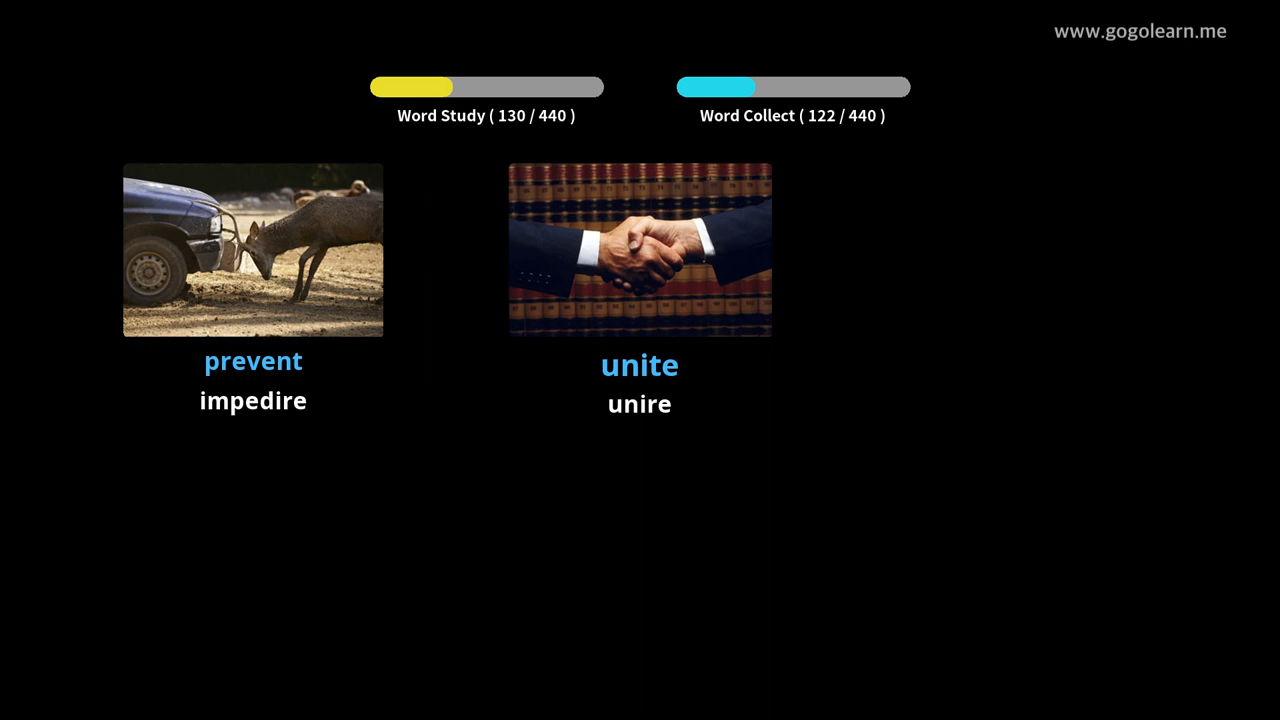 www.gogolearn.me
Word Study ( 130 / 440 )
Word Collect ( 122 / 440 )
prevent
impedire
unite
unire